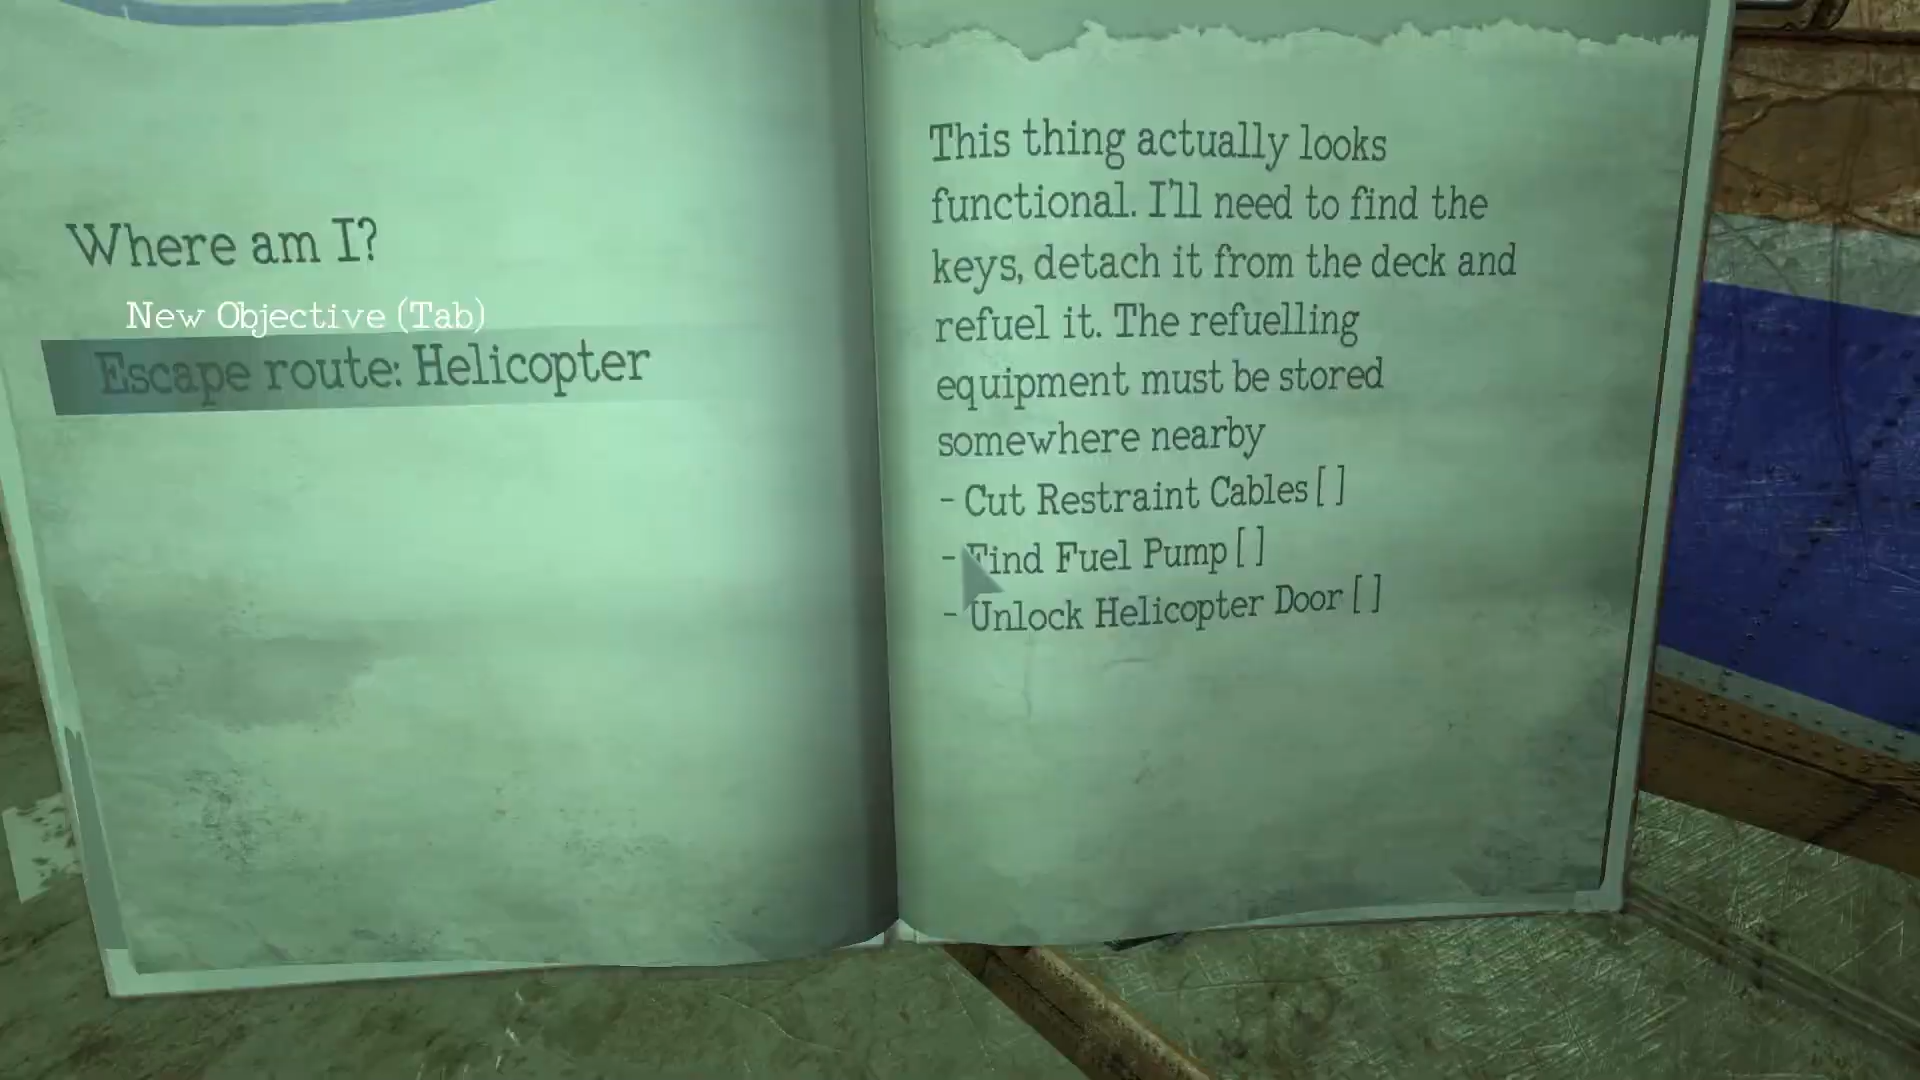 Where am I?
New Objective (Tab)
Escape route: Helicopter
This thing actually looks
functional. I'll need to find the
keys, detach it from the deck and
refuel it. The refuelling
equipment must be stored
somewhere nearby
- Cut Restraint Cables [ ]
- Find Fuel Pump [ ]
- Unlock Helicopter Door [ ]